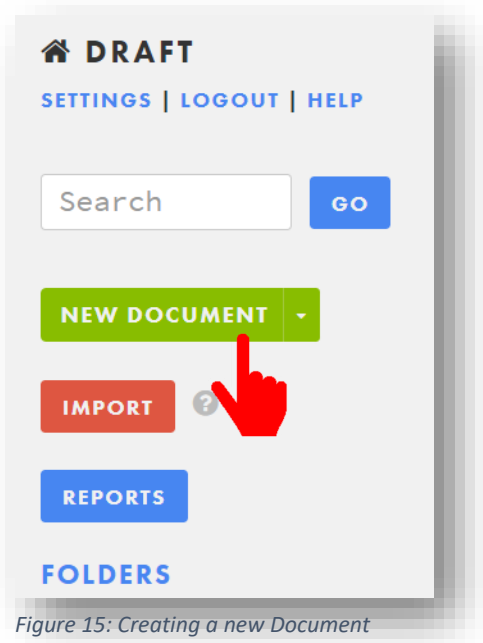 DRAFT
SETTINGS | LOGOUT | HELP
Search GO
NEW DOCUMENT
IMPORT ?
REPORTS
FOLDERS
Figure 15: Creating a new Document